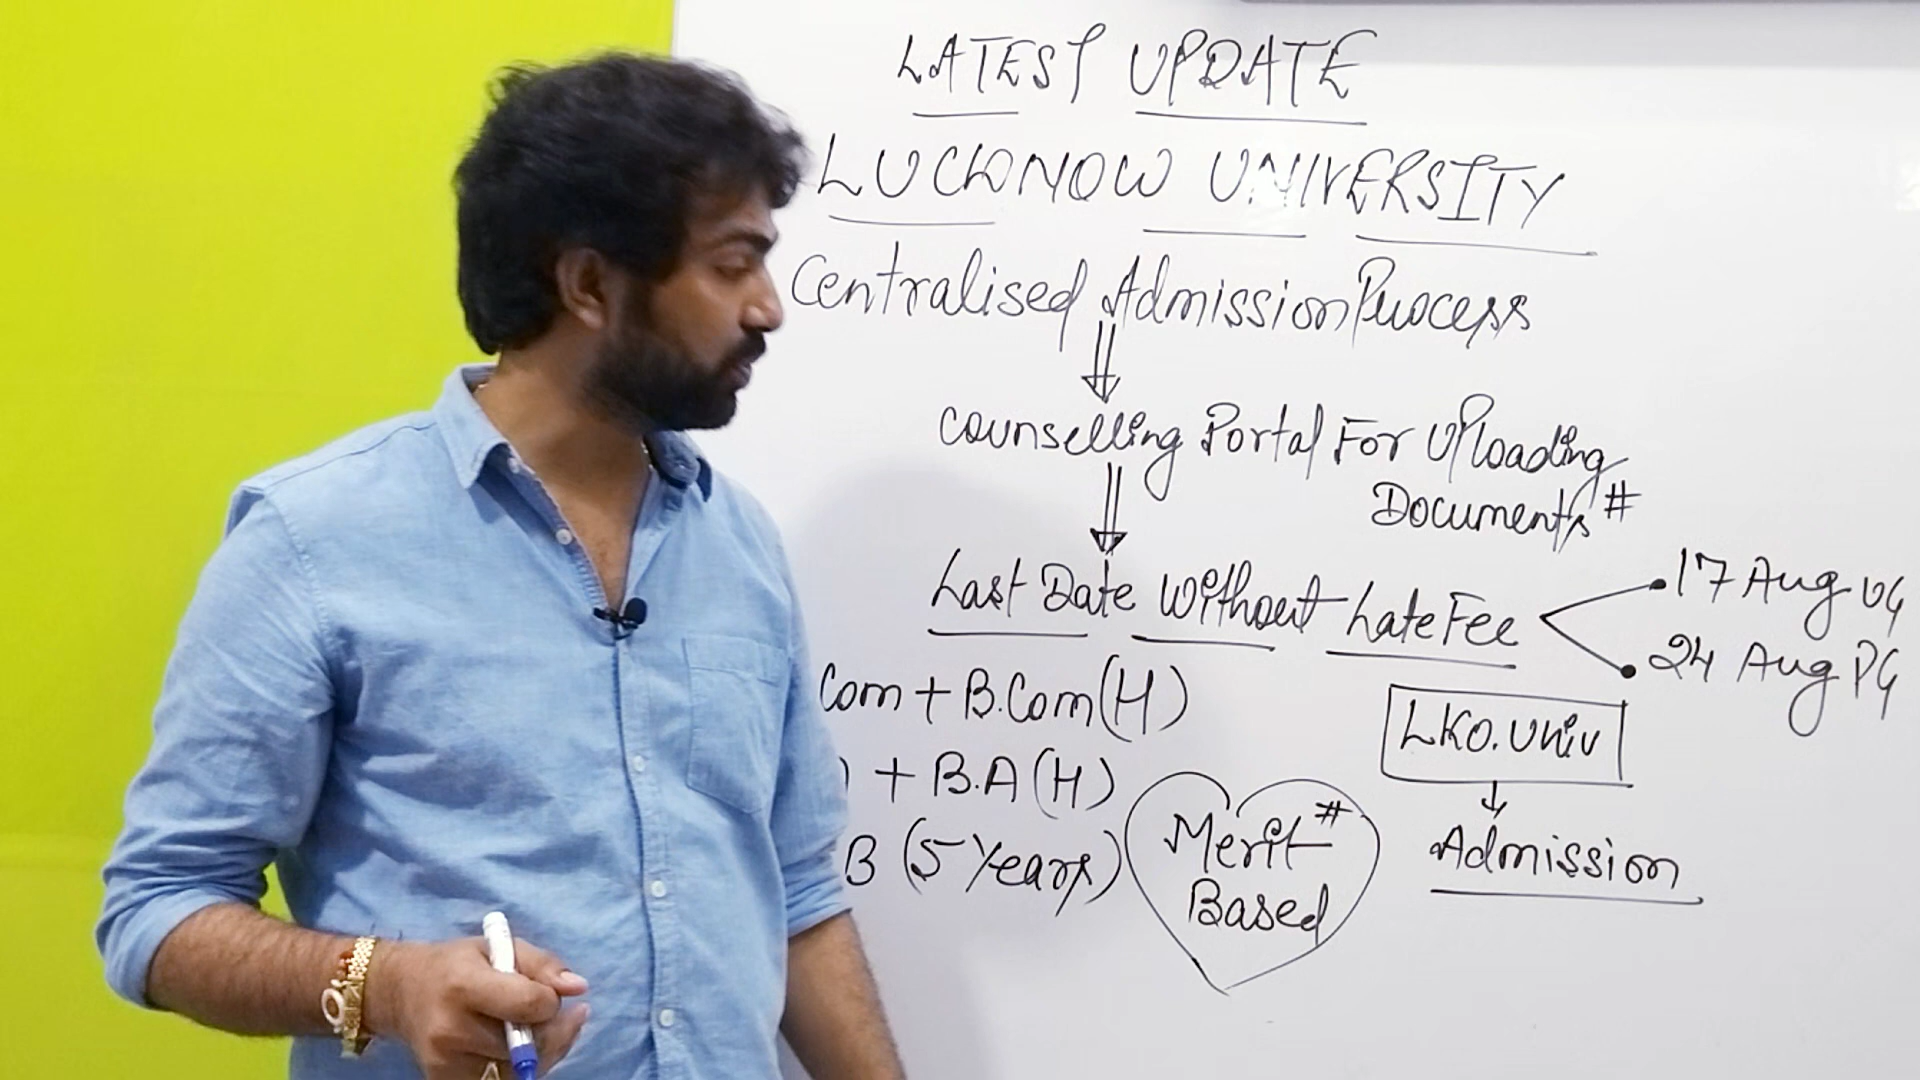 LATEST UPDATE
LUCKNOW UNIVERSITY
Centralised Admission Process
Counselling Portal For Uploading
Documents #
Last Date Without Late Fee
17 Aug UG
24 Aug PG
Com + B.Com (H)
+ B.A (H)
B (5 Years)
Merit #
Based
LKO. Univ
Admission